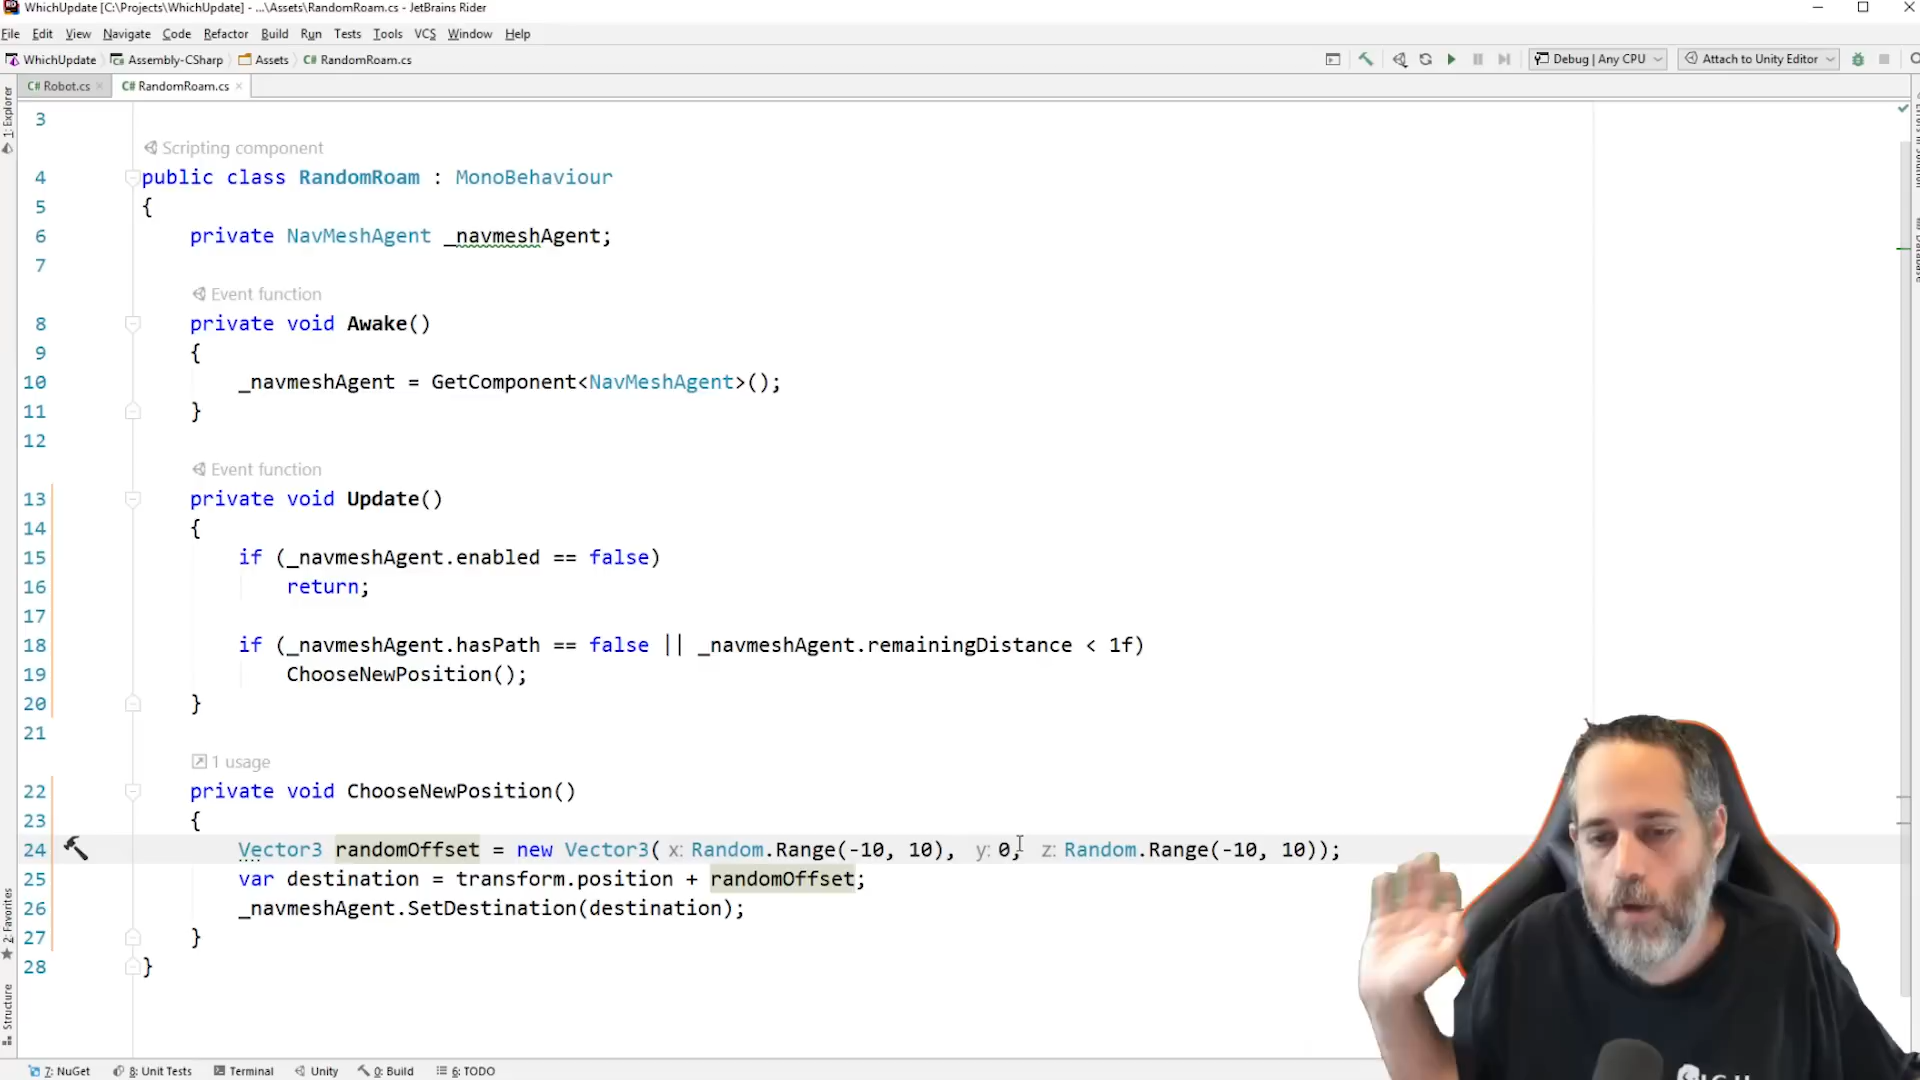 WhichUpdate [C:\Projects\WhichUpdate] - ...\Assets\RandomRoam.cs - JetBrains Rider
File Edit View Navigate Code Refactor Build Run Tests Tools VCS Window Help
WhichUpdate Assembly-CSharp Assets C# RandomRoam.cs Debug | Any CPU Attach to Unity Editor
C# Robot.cs C# RandomRoam.cs
1: Explorer
3
Scripting component
4 public class RandomRoam : MonoBehaviour
5 {
6 private NavMeshAgent _navmeshAgent;
7
Event function
8 private void Awake()
9 {
10 _navmeshAgent = GetComponent<NavMeshAgent>();
11 }
12
Event function
13 private void Update()
14 {
15 if (_navmeshAgent.enabled == false)
16 return;
17
18 if (_navmeshAgent.hasPath == false || _navmeshAgent.remainingDistance < 1f)
19 ChooseNewPosition();
20 }
21
1 usage
22 private void ChooseNewPosition()
23 {
24 Vector3 randomOffset = new Vector3( x: Random.Range(-10, 10), y: 0, z: Random.Range(-10, 10));
25 var destination = transform.position + randomOffset;
26 _navmeshAgent.SetDestination(destination);
27 }
28 }
2: Favorites
Structure
7: NuGet 8: Unit Tests Terminal Unity 0: Build 6: TODO